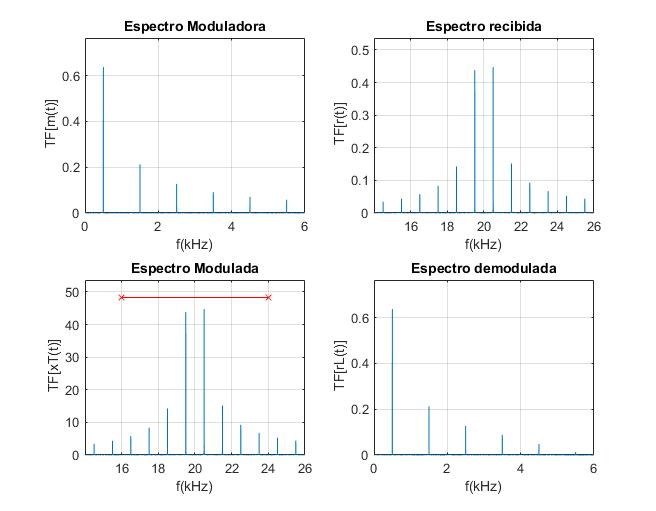 Espectro Moduladora
TF[m(t)]
0.6
0.4
0.2
0
0 2 4 6
f(kHz)
Espectro recibida
TF[r(t)]
0.5
0.4
0.3
0.2
0.1
0
16 18 20 22 24 26
f(kHz)
Espectro Modulada
TF[xT(t)]
50
40
30
20
10
0
16 18 20 22 24 26
f(kHz)
Espectro demodulada
TF[rL(t)]
0.6
0.4
0.2
0
0 2 4 6
f(kHz)